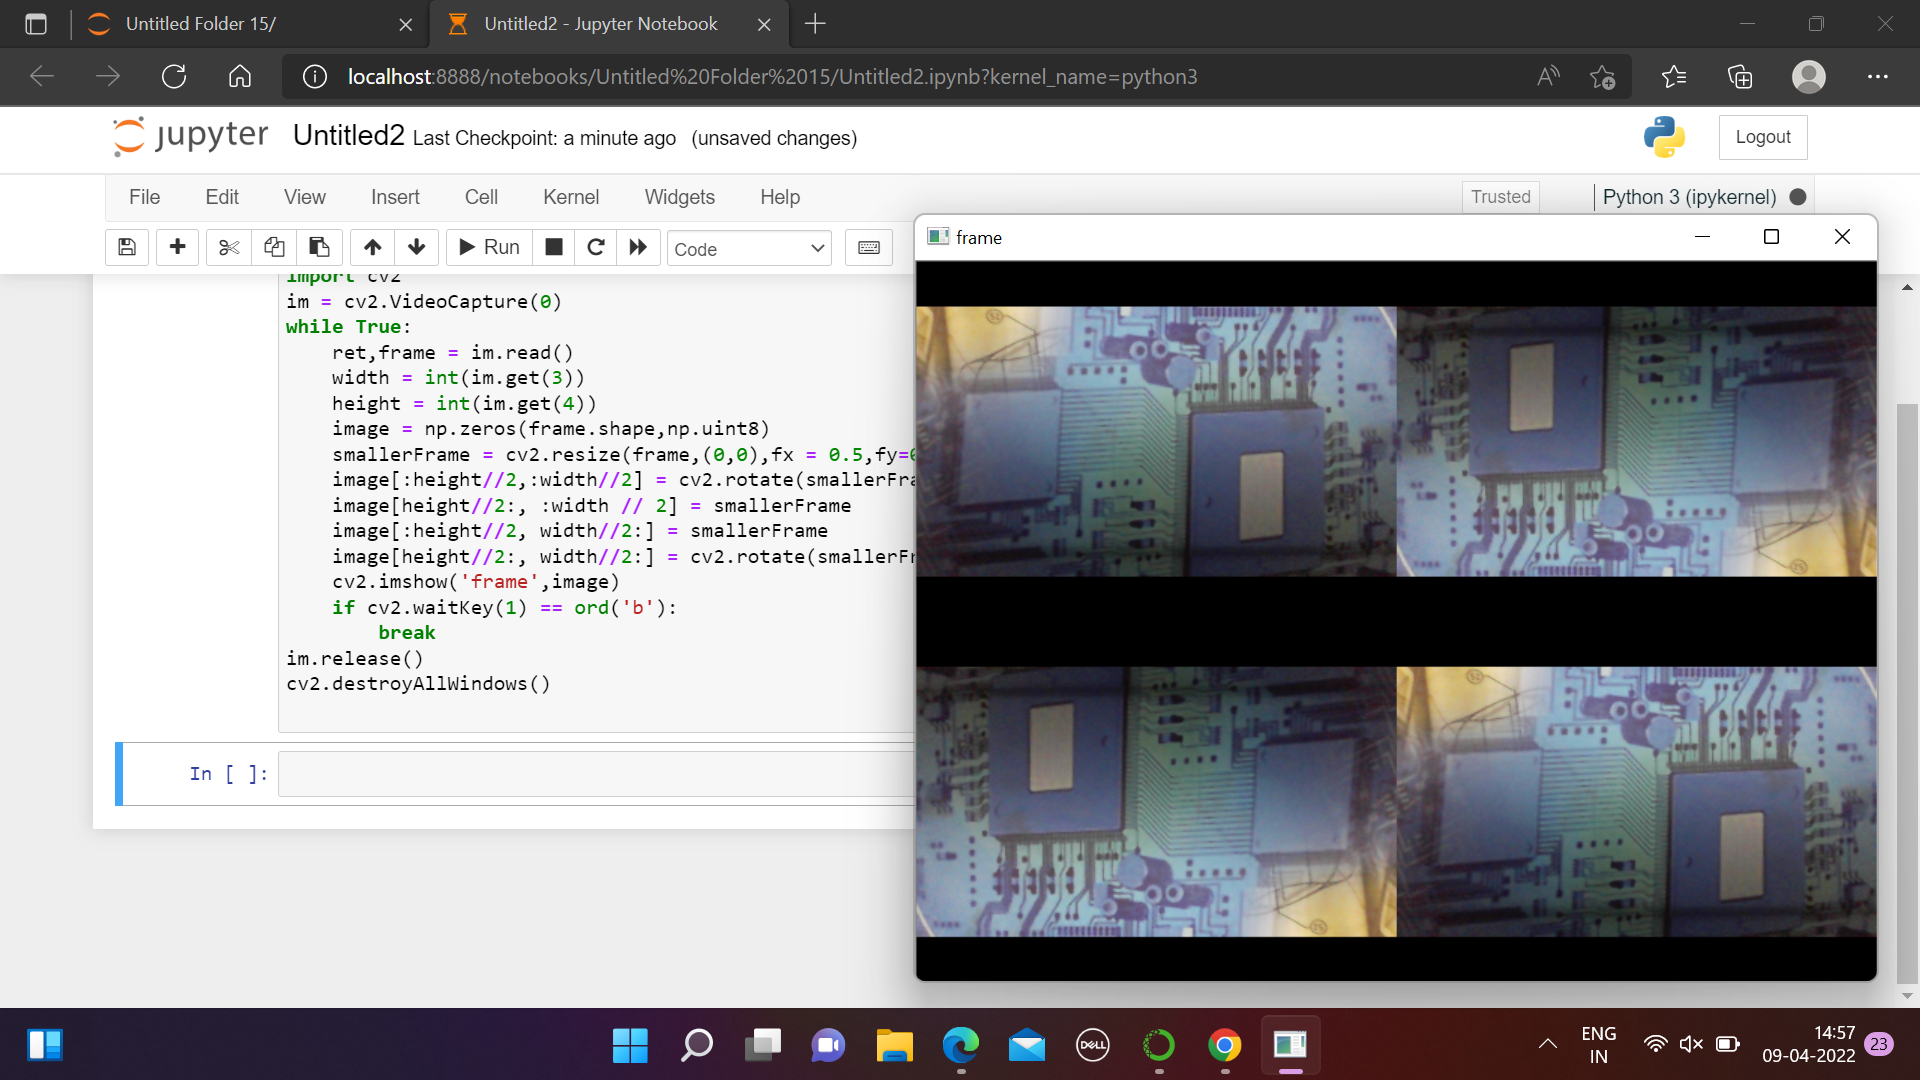 Untitled Folder 15/
Untitled2 - Jupyter Notebook
localhost:8888/notebooks/Untitled%20Folder%2015/Untitled2.ipynb?kernel_name=python3
jupyter Untitled2 Last Checkpoint: a minute ago (unsaved changes)
Logout
File Edit View Insert Cell Kernel Widgets Help
Trusted
Python 3 (ipykernel)
Run
Code
frame
import cv2
im = cv2.VideoCapture(0)
while True:
    ret,frame = im.read()
    width = int(im.get(3))
    height = int(im.get(4))
    image = np.zeros(frame.shape,np.uint8)
    smallerFrame = cv2.resize(frame,(0,0),fx = 0.5,fy=
    image[:height//2,:width//2] = cv2.rotate(smallerFra
    image[height//2:, :width // 2] = smallerFrame
    image[:height//2, width//2:] = smallerFrame
    image[height//2:, width//2:] = cv2.rotate(smallerFr
    cv2.imshow('frame',image)
    if cv2.waitKey(1) == ord('b'):
        break
im.release()
cv2.destroyAllWindows()
In [ ]:
DELL
ENG
IN
14:57
09-04-2022
23